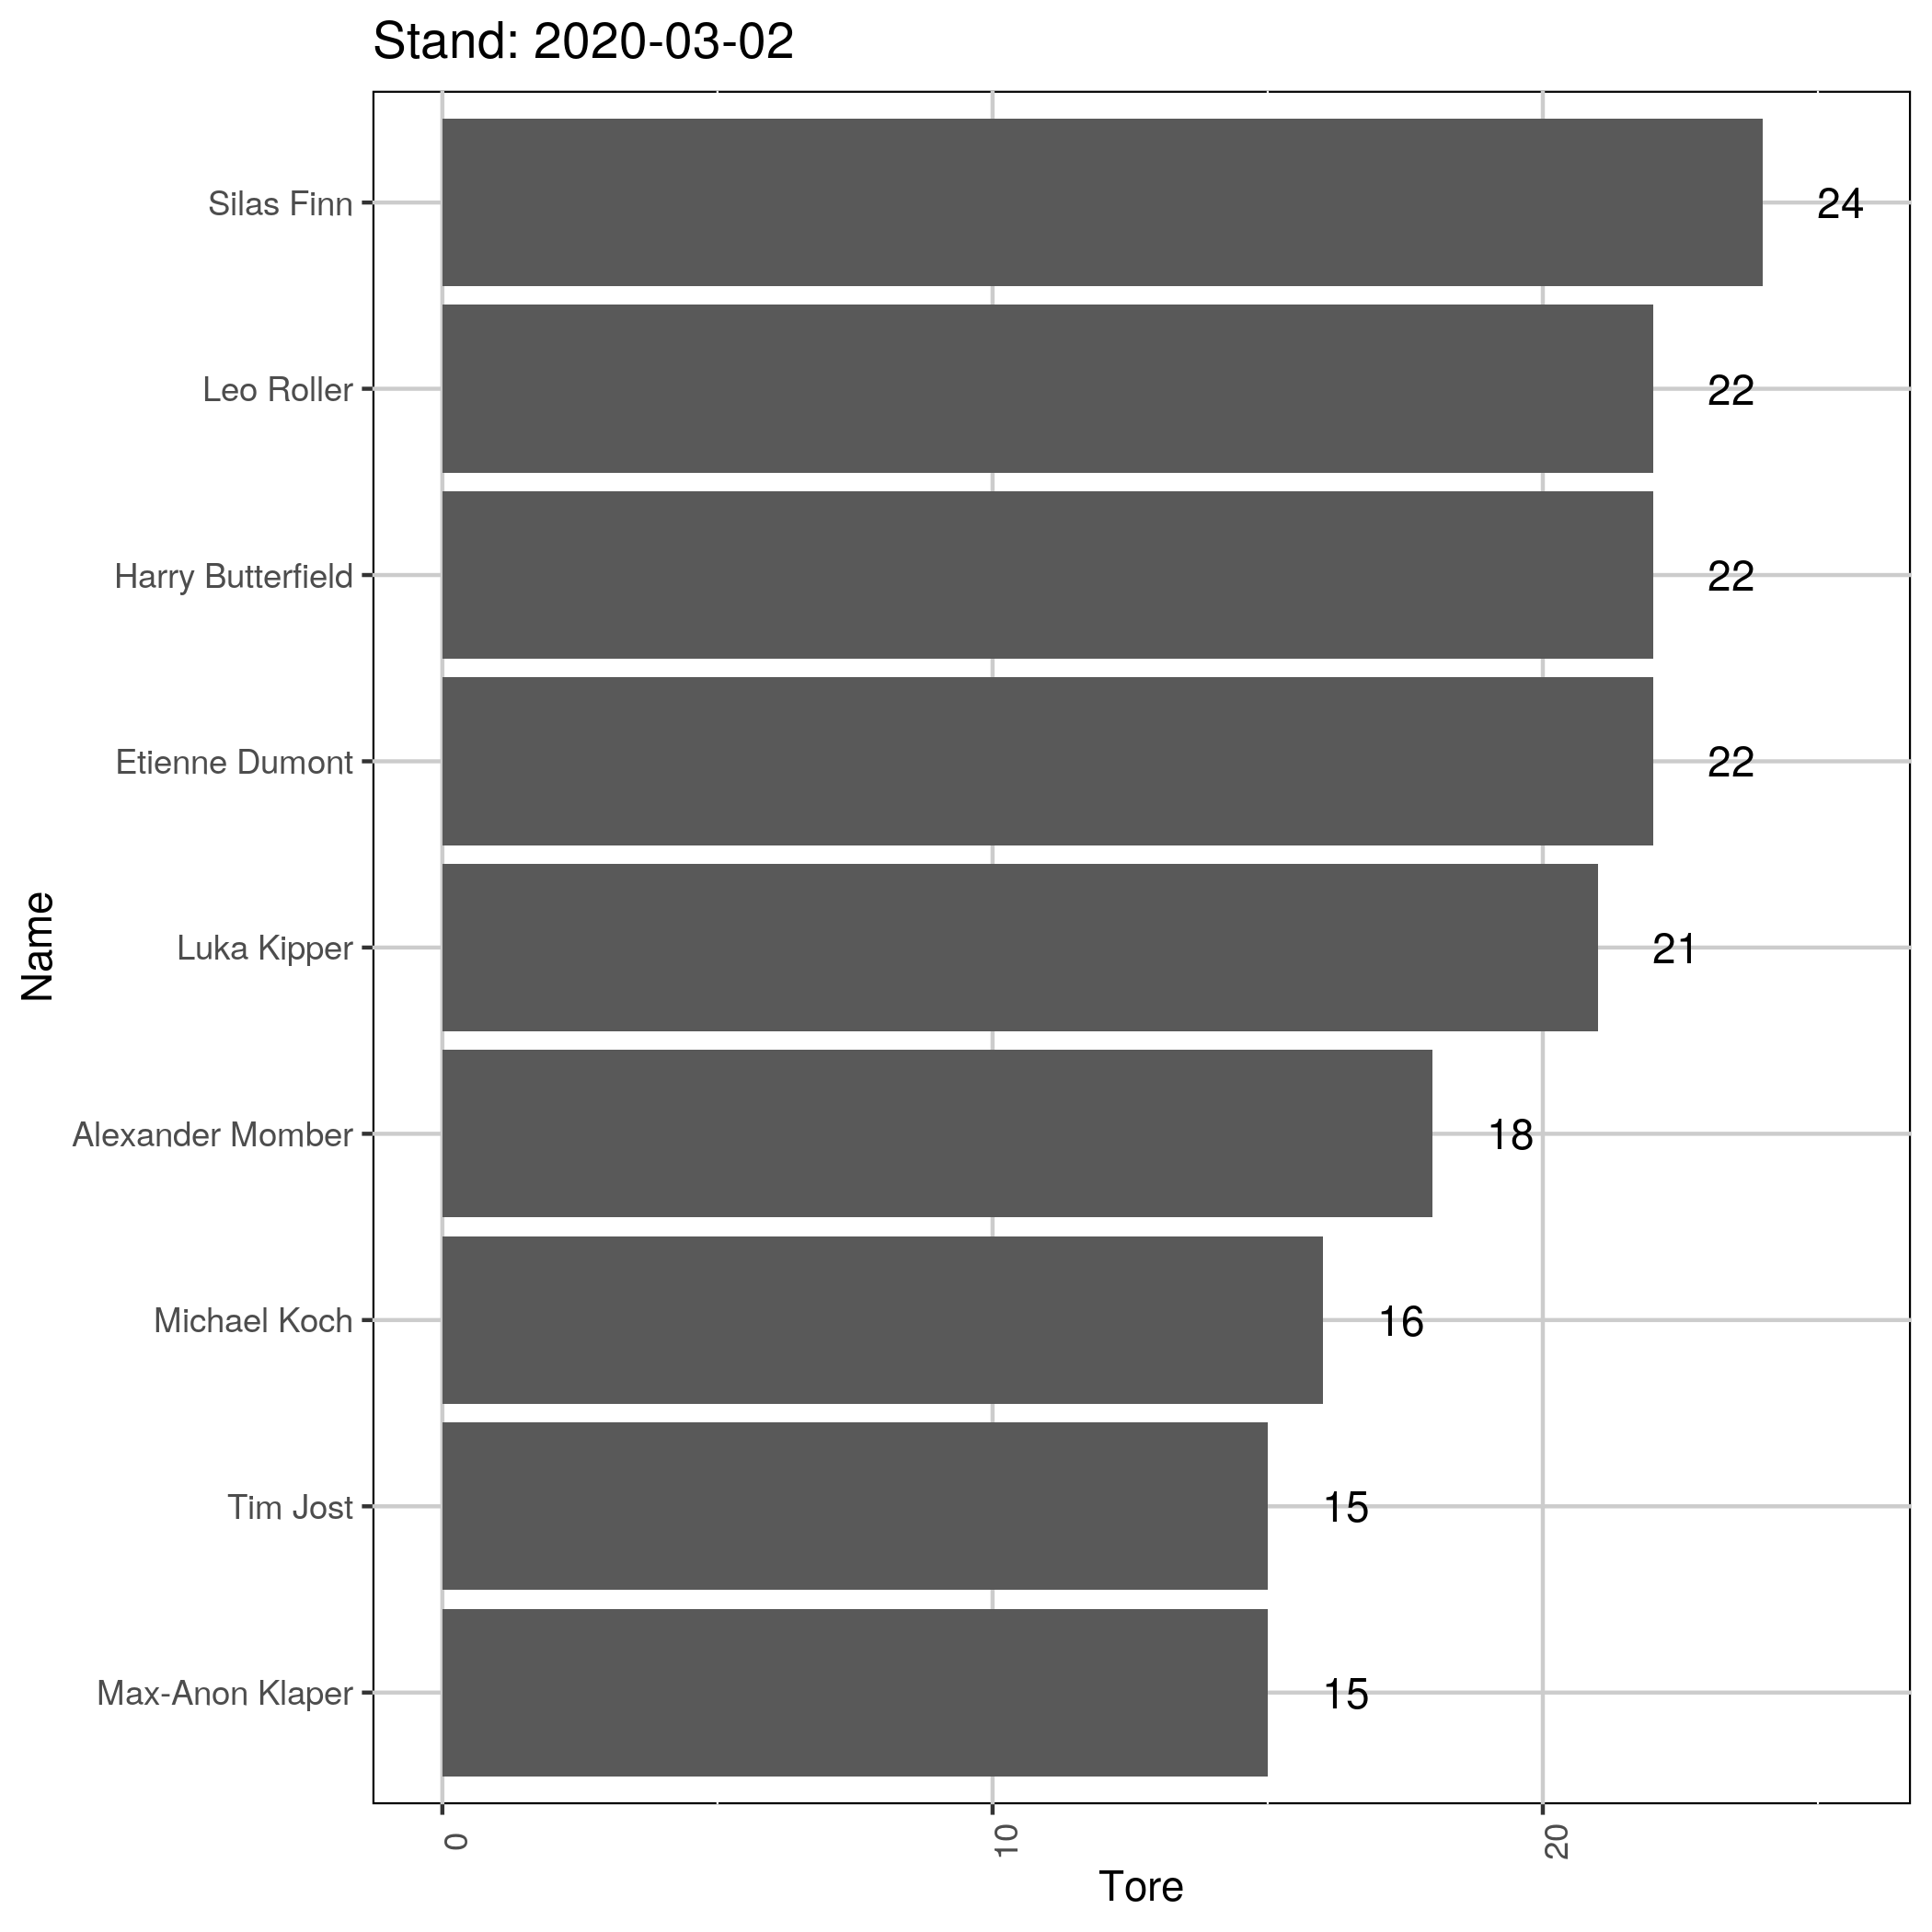 Stand: 2020-03-02
Silas Finn 24
Leo Roller 22
Harry Butterfield 22
Etienne Dumont 22
Luka Kipper 21
Alexander Momber 18
Michael Koch 16
Tim Jost 15
Max-Anon Klaper 15
Name
0 10 20
Tore